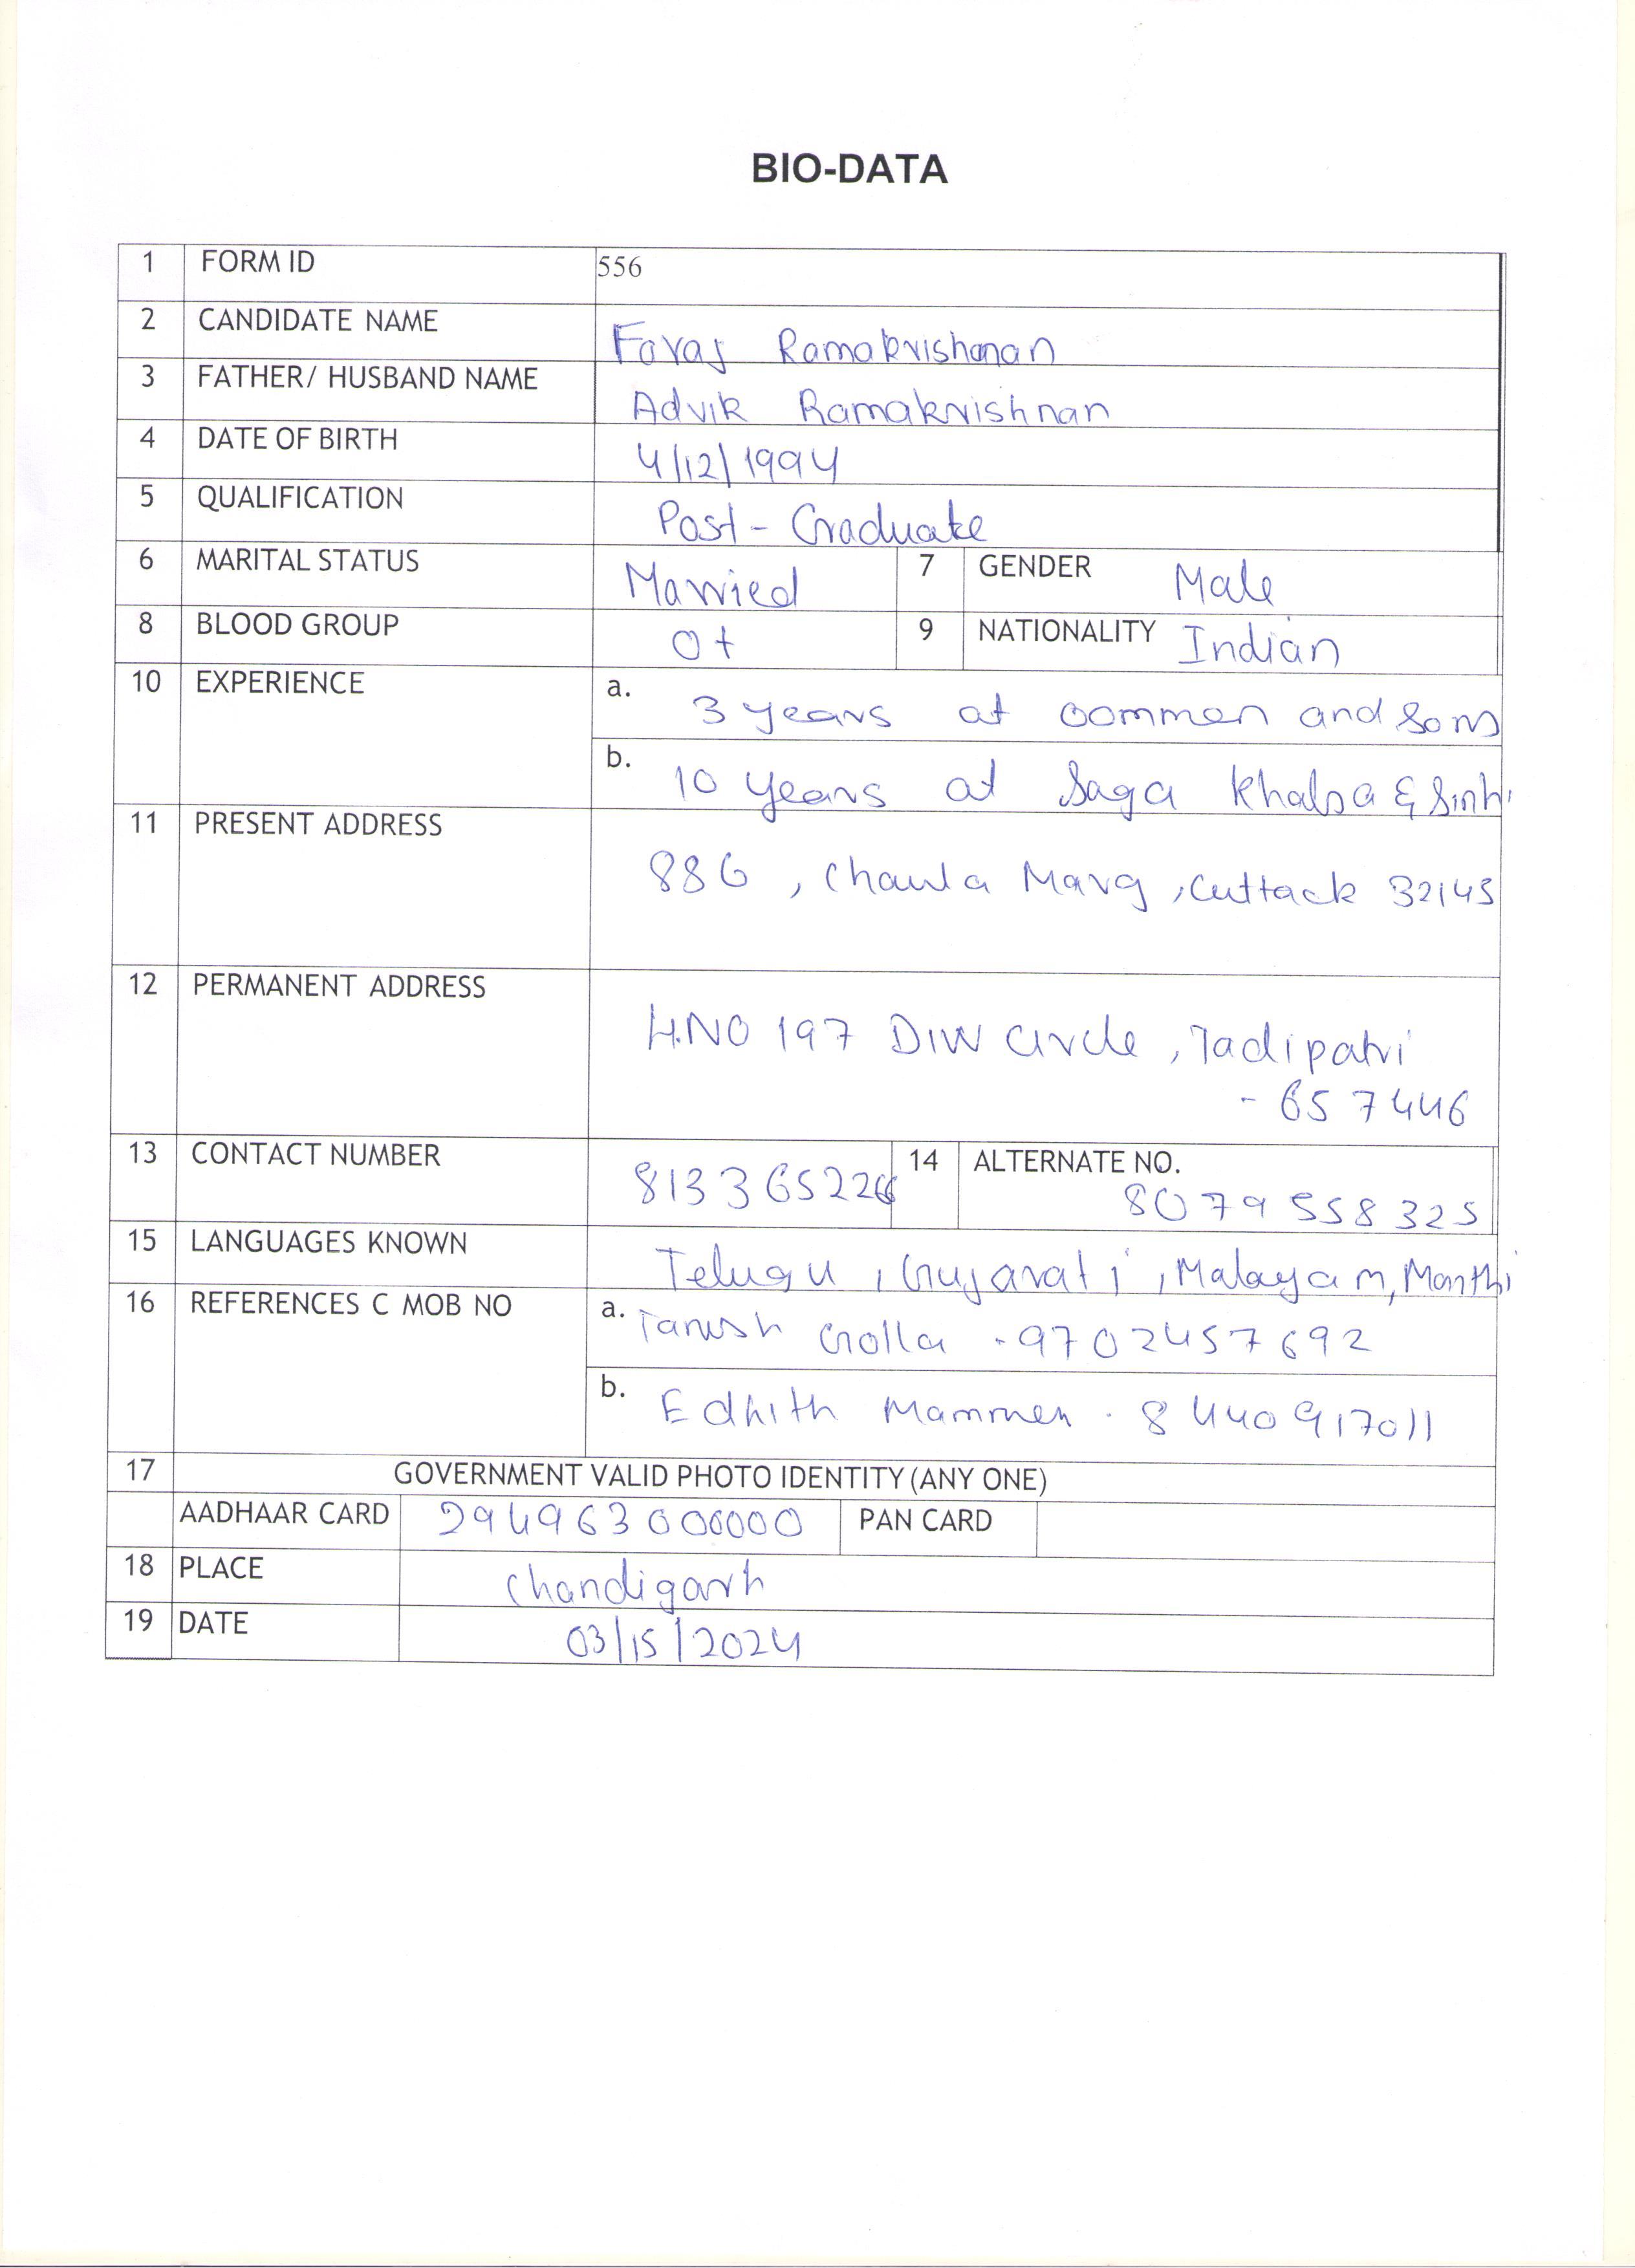 BIO-DATA
1 FORM ID 556
2 CANDIDATE NAME Faraj Ramakrishanan
3 FATHER/ HUSBAND NAME Advik Ramakrishnan
4 DATE OF BIRTH 4/12/1994
5 QUALIFICATION Post-Graduate
6 MARITAL STATUS Married 7 GENDER Male
8 BLOOD GROUP O+ 9 NATIONALITY Indian
10 EXPERIENCE a. 3 years at oommen and Sons
b. 10 years at Saga Khalsa &
11 PRESENT ADDRESS 886, Chawla Marg, Cuttack 32145
12 PERMANENT ADDRESS H.NO 197 DIW Circle, Tadipatri
- 657446
13 CONTACT NUMBER 8133652266 14 ALTERNATE NO.
8079558325
15 LANGUAGES KNOWN Telugu, Gujarati, Malayam,
16 REFERENCES C MOB NO a. Tanush Golla - 9702457692
b. Edhith Mammen - 8440917011
17 GOVERNMENT VALID PHOTO IDENTITY (ANY ONE)
AADHAAR CARD 294963000000 PAN CARD
18 PLACE Chandigarh
19 DATE 03/15/2024